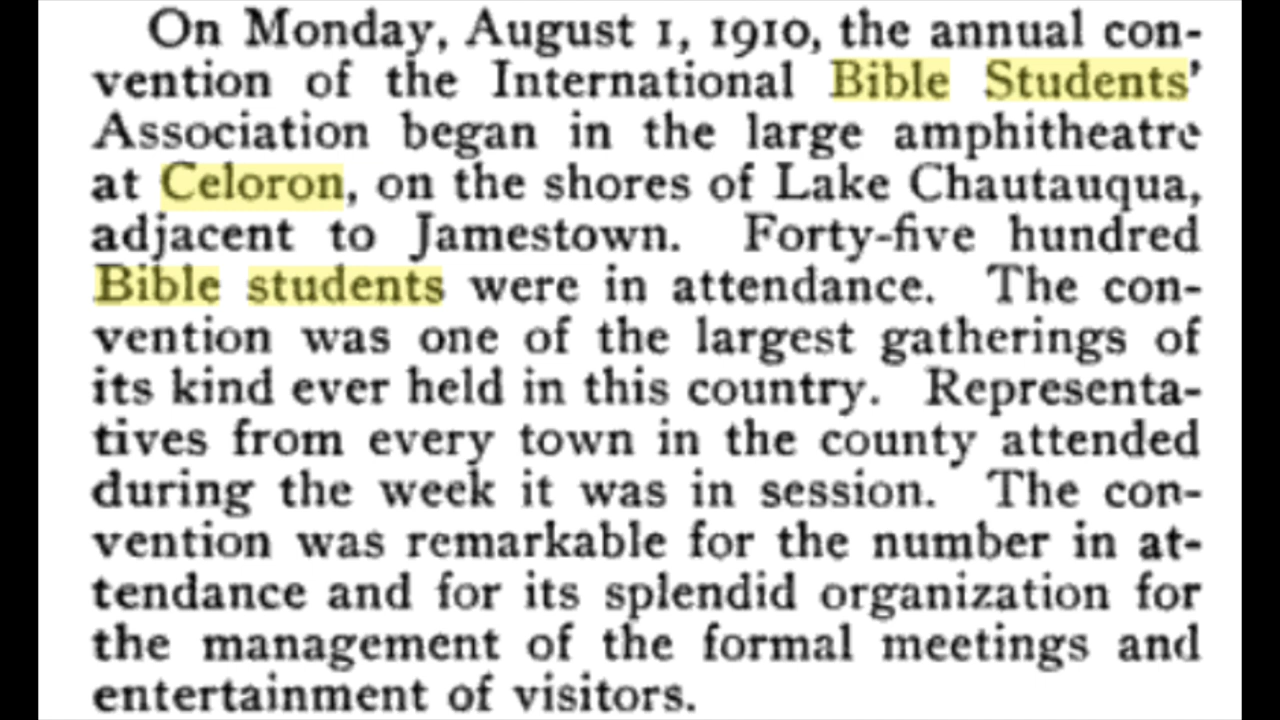 On Monday, August 1, 1910, the annual con-
vention of the International Bible Students'
Association began in the large amphitheatre
at Celoron, on the shores of Lake Chautauqua,
adjacent to Jamestown. Forty-five hundred
Bible students were in attendance. The con-
vention was one of the largest gatherings of
its kind ever held in this country. Representa-
tives from every town in the county attended
during the week it was in session. The con-
vention was remarkable for the number in at-
tendance and for its splendid organization for
the management of the formal meetings and
entertainment of visitors.